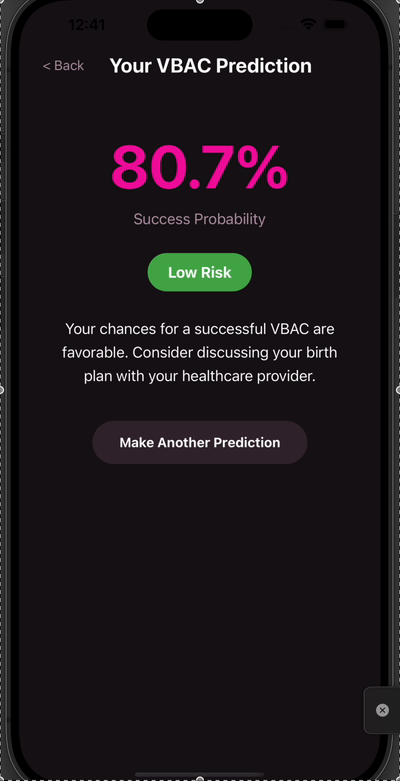 12:41
< Back
Your VBAC Prediction
80.7%
Success Probability
Low Risk
Your chances for a successful VBAC are
favorable. Consider discussing your birth
plan with your healthcare provider.
Make Another Prediction